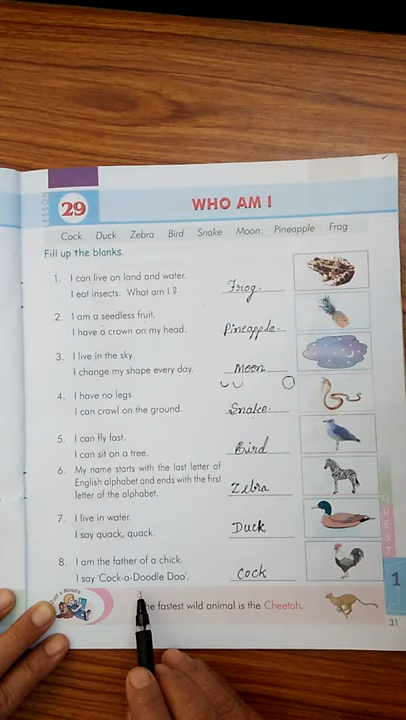 LESSON
29
WHO AM I
Cock Duck Zebra Bird Snake Moon Pineapple Frog
Fill up the blanks.
1. I can live on land and water.
I eat insects. What am I ?
Frog.
2. I am a seedless fruit.
I have a crown on my head.
Pineapple.
3. I live in the sky.
I change my shape every day.
Moon
4. I have no legs.
I can crawl on the ground.
Snake.
5. I can fly fast.
I can sit on a tree.
Bird
6. My name starts with the last letter of
English alphabet and ends with the first
letter of the alphabet.
Zebra
7. I live in water.
I say quack, quack.
Duck
8. I am the father of a chick.
I say 'Cock-a-Doodle Doo'.
Cock
a Minute
fastest wild animal is the Cheetah.
QUEST
1
31